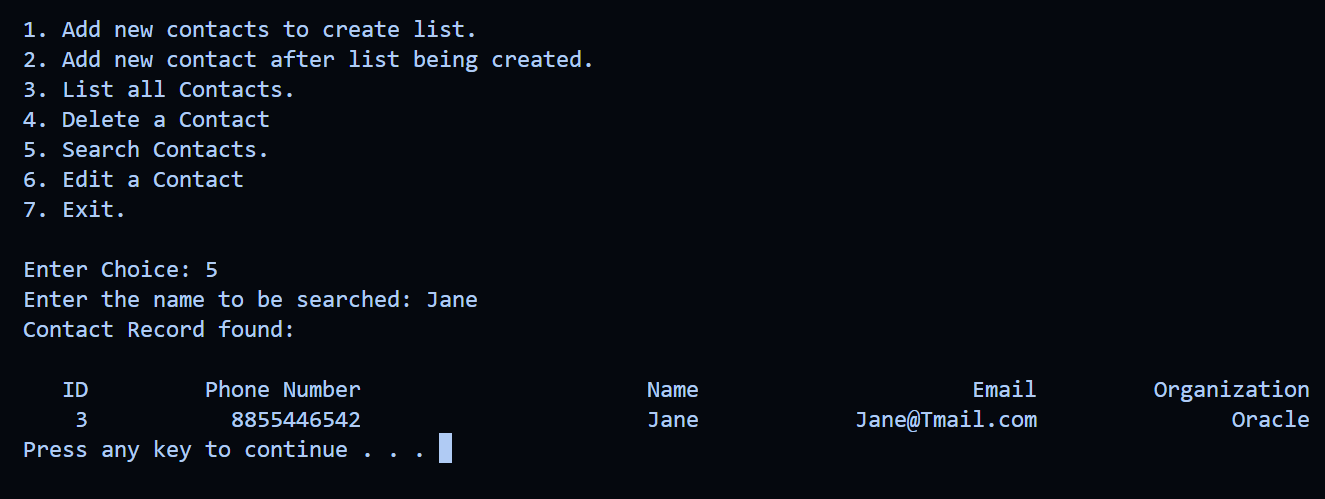 1. Add new contacts to create list.
2. Add new contact after list being created.
3. List all Contacts.
4. Delete a Contact
5. Search Contacts.
6. Edit a Contact
7. Exit.
Enter Choice: 5
Enter the name to be searched: Jane
Contact Record found:
ID Phone Number Name Email Organization
3 8855446542 Jane Jane@Tmail.com Oracle
Press any key to continue . . .